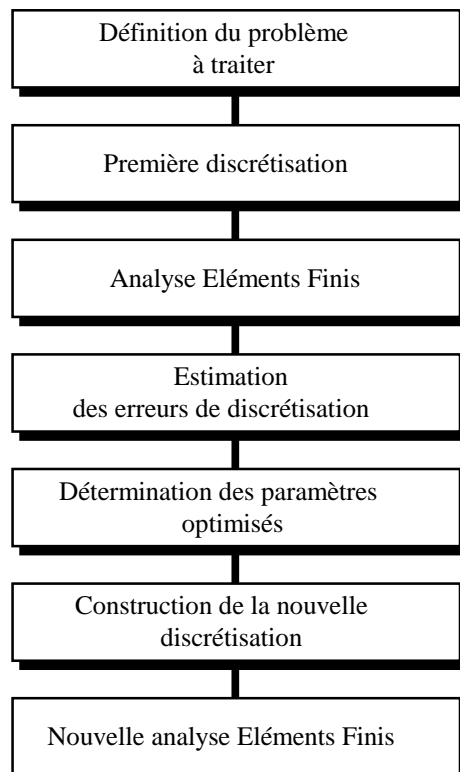 Définition du problème
à traiter
Première discrétisation
Analyse Eléments Finis
Estimation
des erreurs de discrétisation
Détermination des paramètres
optimisés
Construction de la nouvelle
discrétisation
Nouvelle analyse Eléments Finis